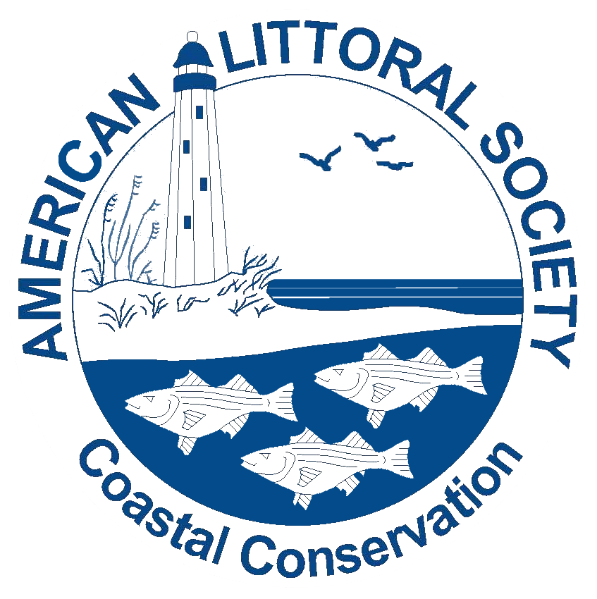 AMERICAN LITTORAL SOCIETY
Coastal Conservation